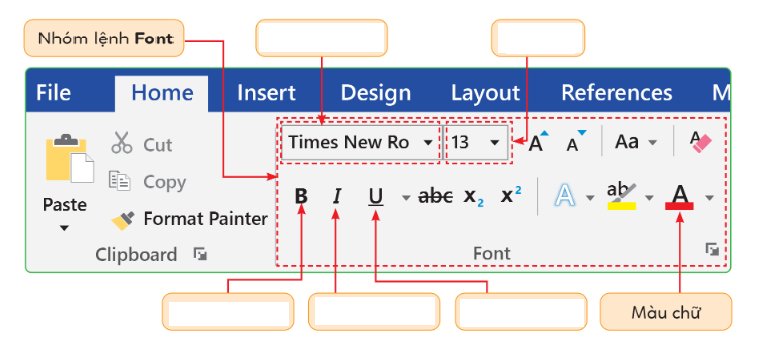 Nhóm lệnh Font
File Home Insert Design Layout References M
Times New Ro 13 A A Aa A
Cut
Copy
Paste
Format Painter
B I U abc x₂ x² A ab A
Clipboard
Font
Màu chữ